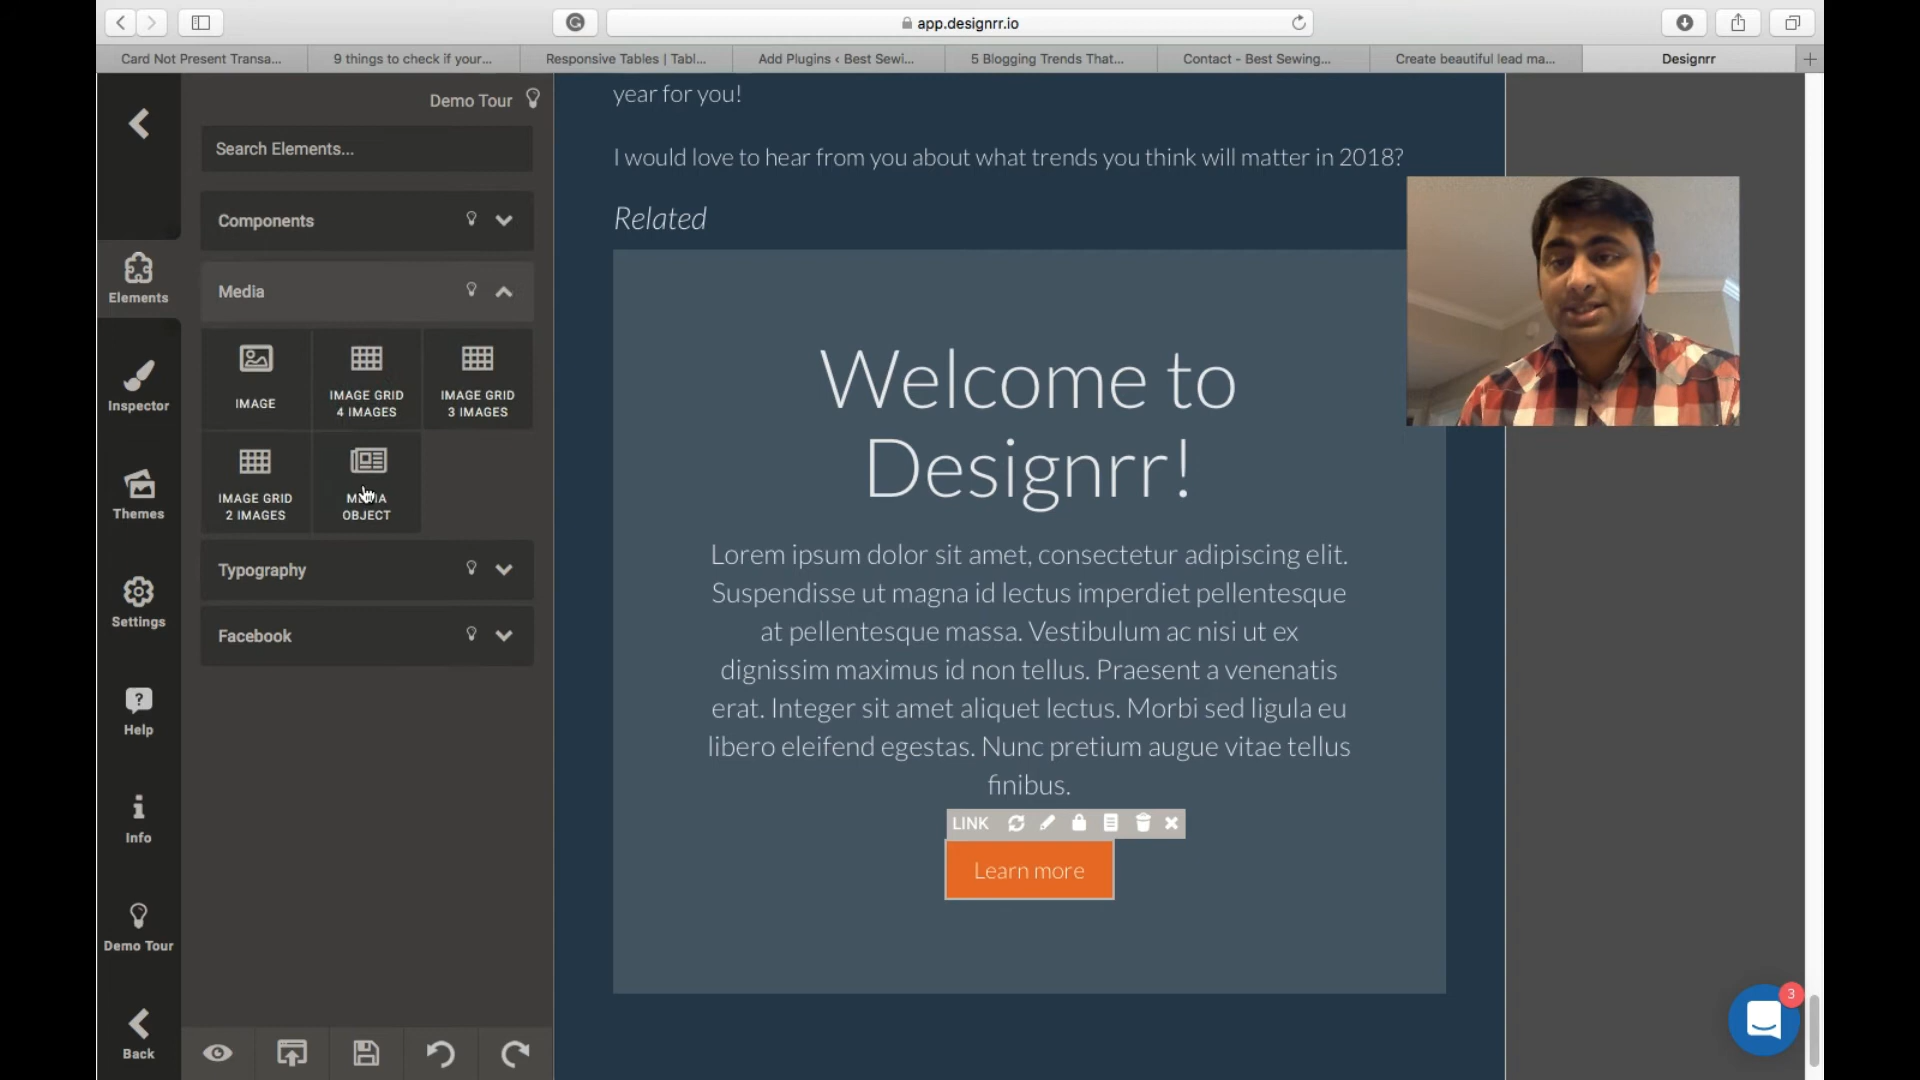 app.designrr.io
Card Not Present Transa...
9 things to check if your...
Responsive Tables | Tabl...
Add Plugins ‹ Best Sewi...
5 Blogging Trends That...
Contact - Best Sewing...
Create beautiful lead ma...
Designrr
Demo Tour
Search Elements...
Components
Media
IMAGE
IMAGE GRID
4 IMAGES
IMAGE GRID
3 IMAGES
IMAGE GRID
2 IMAGES
MEDIA
OBJECT
Typography
Facebook
Elements
Inspector
Themes
Settings
Help
Info
Demo Tour
Back
year for you!
I would love to hear from you about what trends you think will matter in 2018?
Related
Welcome to
Designrr!
Lorem ipsum dolor sit amet, consectetur adipiscing elit.
Suspendisse ut magna id lectus imperdiet pellentesque
at pellentesque massa. Vestibulum ac nisi ut ex
dignissim maximus id non tellus. Praesent a venenatis
erat. Integer sit amet aliquet lectus. Morbi sed ligula eu
libero eleifend egestas. Nunc pretium augue vitae tellus
finibus.
LINK
Learn more
3